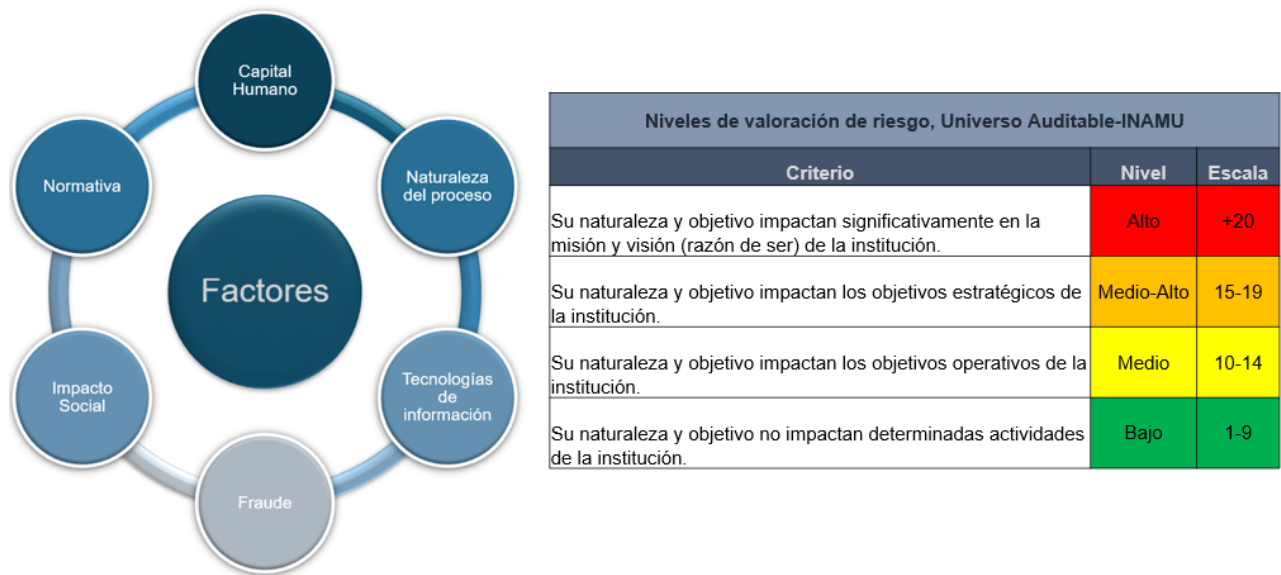 Capital
Humano
Naturaleza
del proceso
Tecnologías
de
información
Fraude
Impacto
Social
Normativa
Factores
Niveles de valoración de riesgo, Universo Auditable-INAMU
Criterio Nivel Escala
Su naturaleza y objetivo impactan significativamente en la
misión y visión (razón de ser) de la institución.
Alto +20
Su naturaleza y objetivo impactan los objetivos estratégicos de
la institución.
Medio-Alto 15-19
Su naturaleza y objetivo impactan los objetivos operativos de la
institución.
Medio 10-14
Su naturaleza y objetivo no impactan determinadas actividades
de la institución.
Bajo 1-9